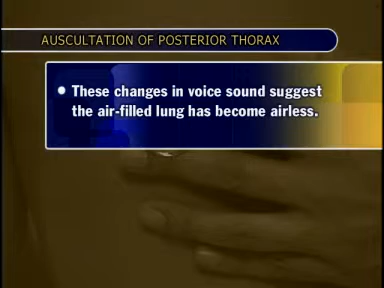 AUSCULTATION OF POSTERIOR THORAX
• These changes in voice sound suggest
the air-filled lung has become airless.